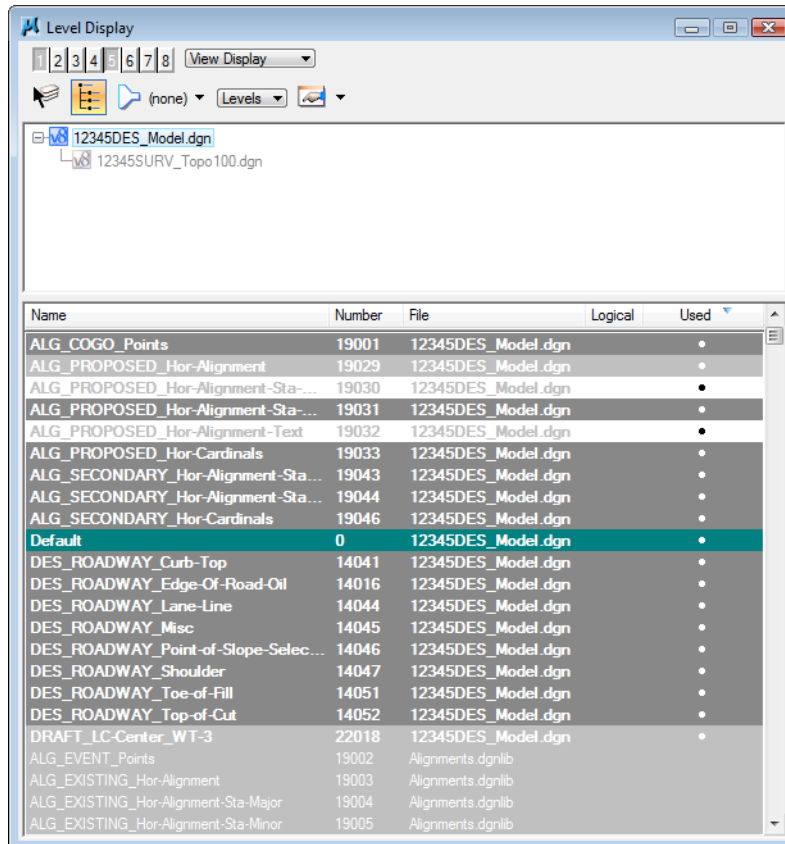 Level Display
1 2 3 4 5 6 7 8 View Display
(none) Levels
12345DES_Model.dgn
12345SURV_Topo100.dgn
Name Number File Logical Used
ALG_COGO_Points 19001 12345DES_Model.dgn
ALG_PROPOSED_Hor-Alignment 19029 12345DES_Model.dgn
ALG_PROPOSED_Hor-Alignment-Sta-... 19030 12345DES_Model.dgn
ALG_PROPOSED_Hor-Alignment-Sta-... 19031 12345DES_Model.dgn
ALG_PROPOSED_Hor-Alignment-Text 19032 12345DES_Model.dgn
ALG_PROPOSED_Hor-Cardinals 19033 12345DES_Model.dgn
ALG_SECONDARY_Hor-Alignment-Sta... 19043 12345DES_Model.dgn
ALG_SECONDARY_Hor-Alignment-Sta... 19044 12345DES_Model.dgn
ALG_SECONDARY_Hor-Cardinals 19046 12345DES_Model.dgn
Default 0 12345DES_Model.dgn
DES_ROADWAY_Curb-Top 14041 12345DES_Model.dgn
DES_ROADWAY_Edge-Of-Road-Oil 14016 12345DES_Model.dgn
DES_ROADWAY_Lane-Line 14044 12345DES_Model.dgn
DES_ROADWAY_Misc 14045 12345DES_Model.dgn
DES_ROADWAY_Point-of-Slope-Selec... 14046 12345DES_Model.dgn
DES_ROADWAY_Shoulder 14047 12345DES_Model.dgn
DES_ROADWAY_Toe-of-Fill 14051 12345DES_Model.dgn
DES_ROADWAY_Top-of-Cut 14052 12345DES_Model.dgn
DRAFT_LC-Center_WT-3 22018 12345DES_Model.dgn
ALG_EVENT_Points 19002 Alignments.dgnlib
ALG_EXISTING_Hor-Alignment 19003 Alignments.dgnlib
ALG_EXISTING_Hor-Alignment-Sta-Major 19004 Alignments.dgnlib
ALG_EXISTING_Hor-Alignment-Sta-Minor 19005 Alignments.dgnlib